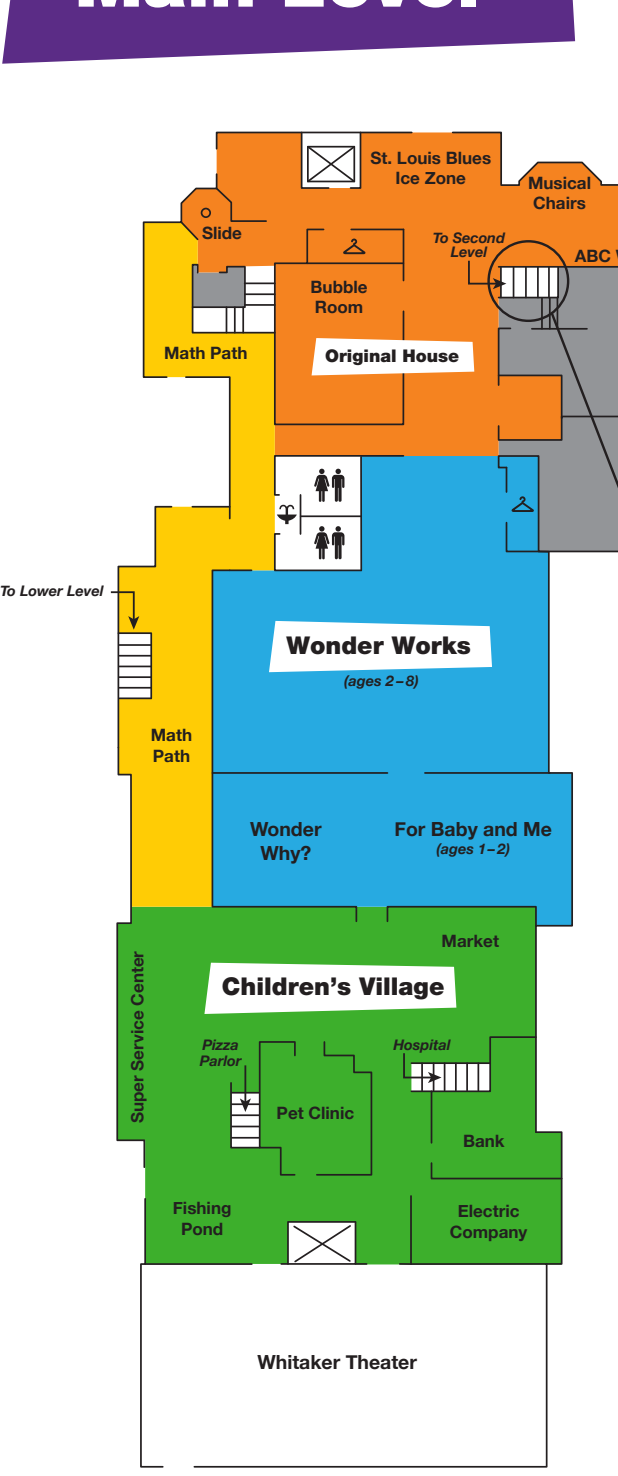 Main Level
St. Louis Blues
Ice Zone
Musical
Chairs
Slide
To Second
Level
ABC
Bubble
Room
Original House
Math Path
To Lower Level
Wonder Works
(ages 2–8)
Math
Path
Wonder
Why?
For Baby and Me
(ages 1–2)
Market
Children's Village
Super Service Center
Pizza
Parlor
Hospital
Pet Clinic
Bank
Fishing
Pond
Electric
Company
Whitaker Theater